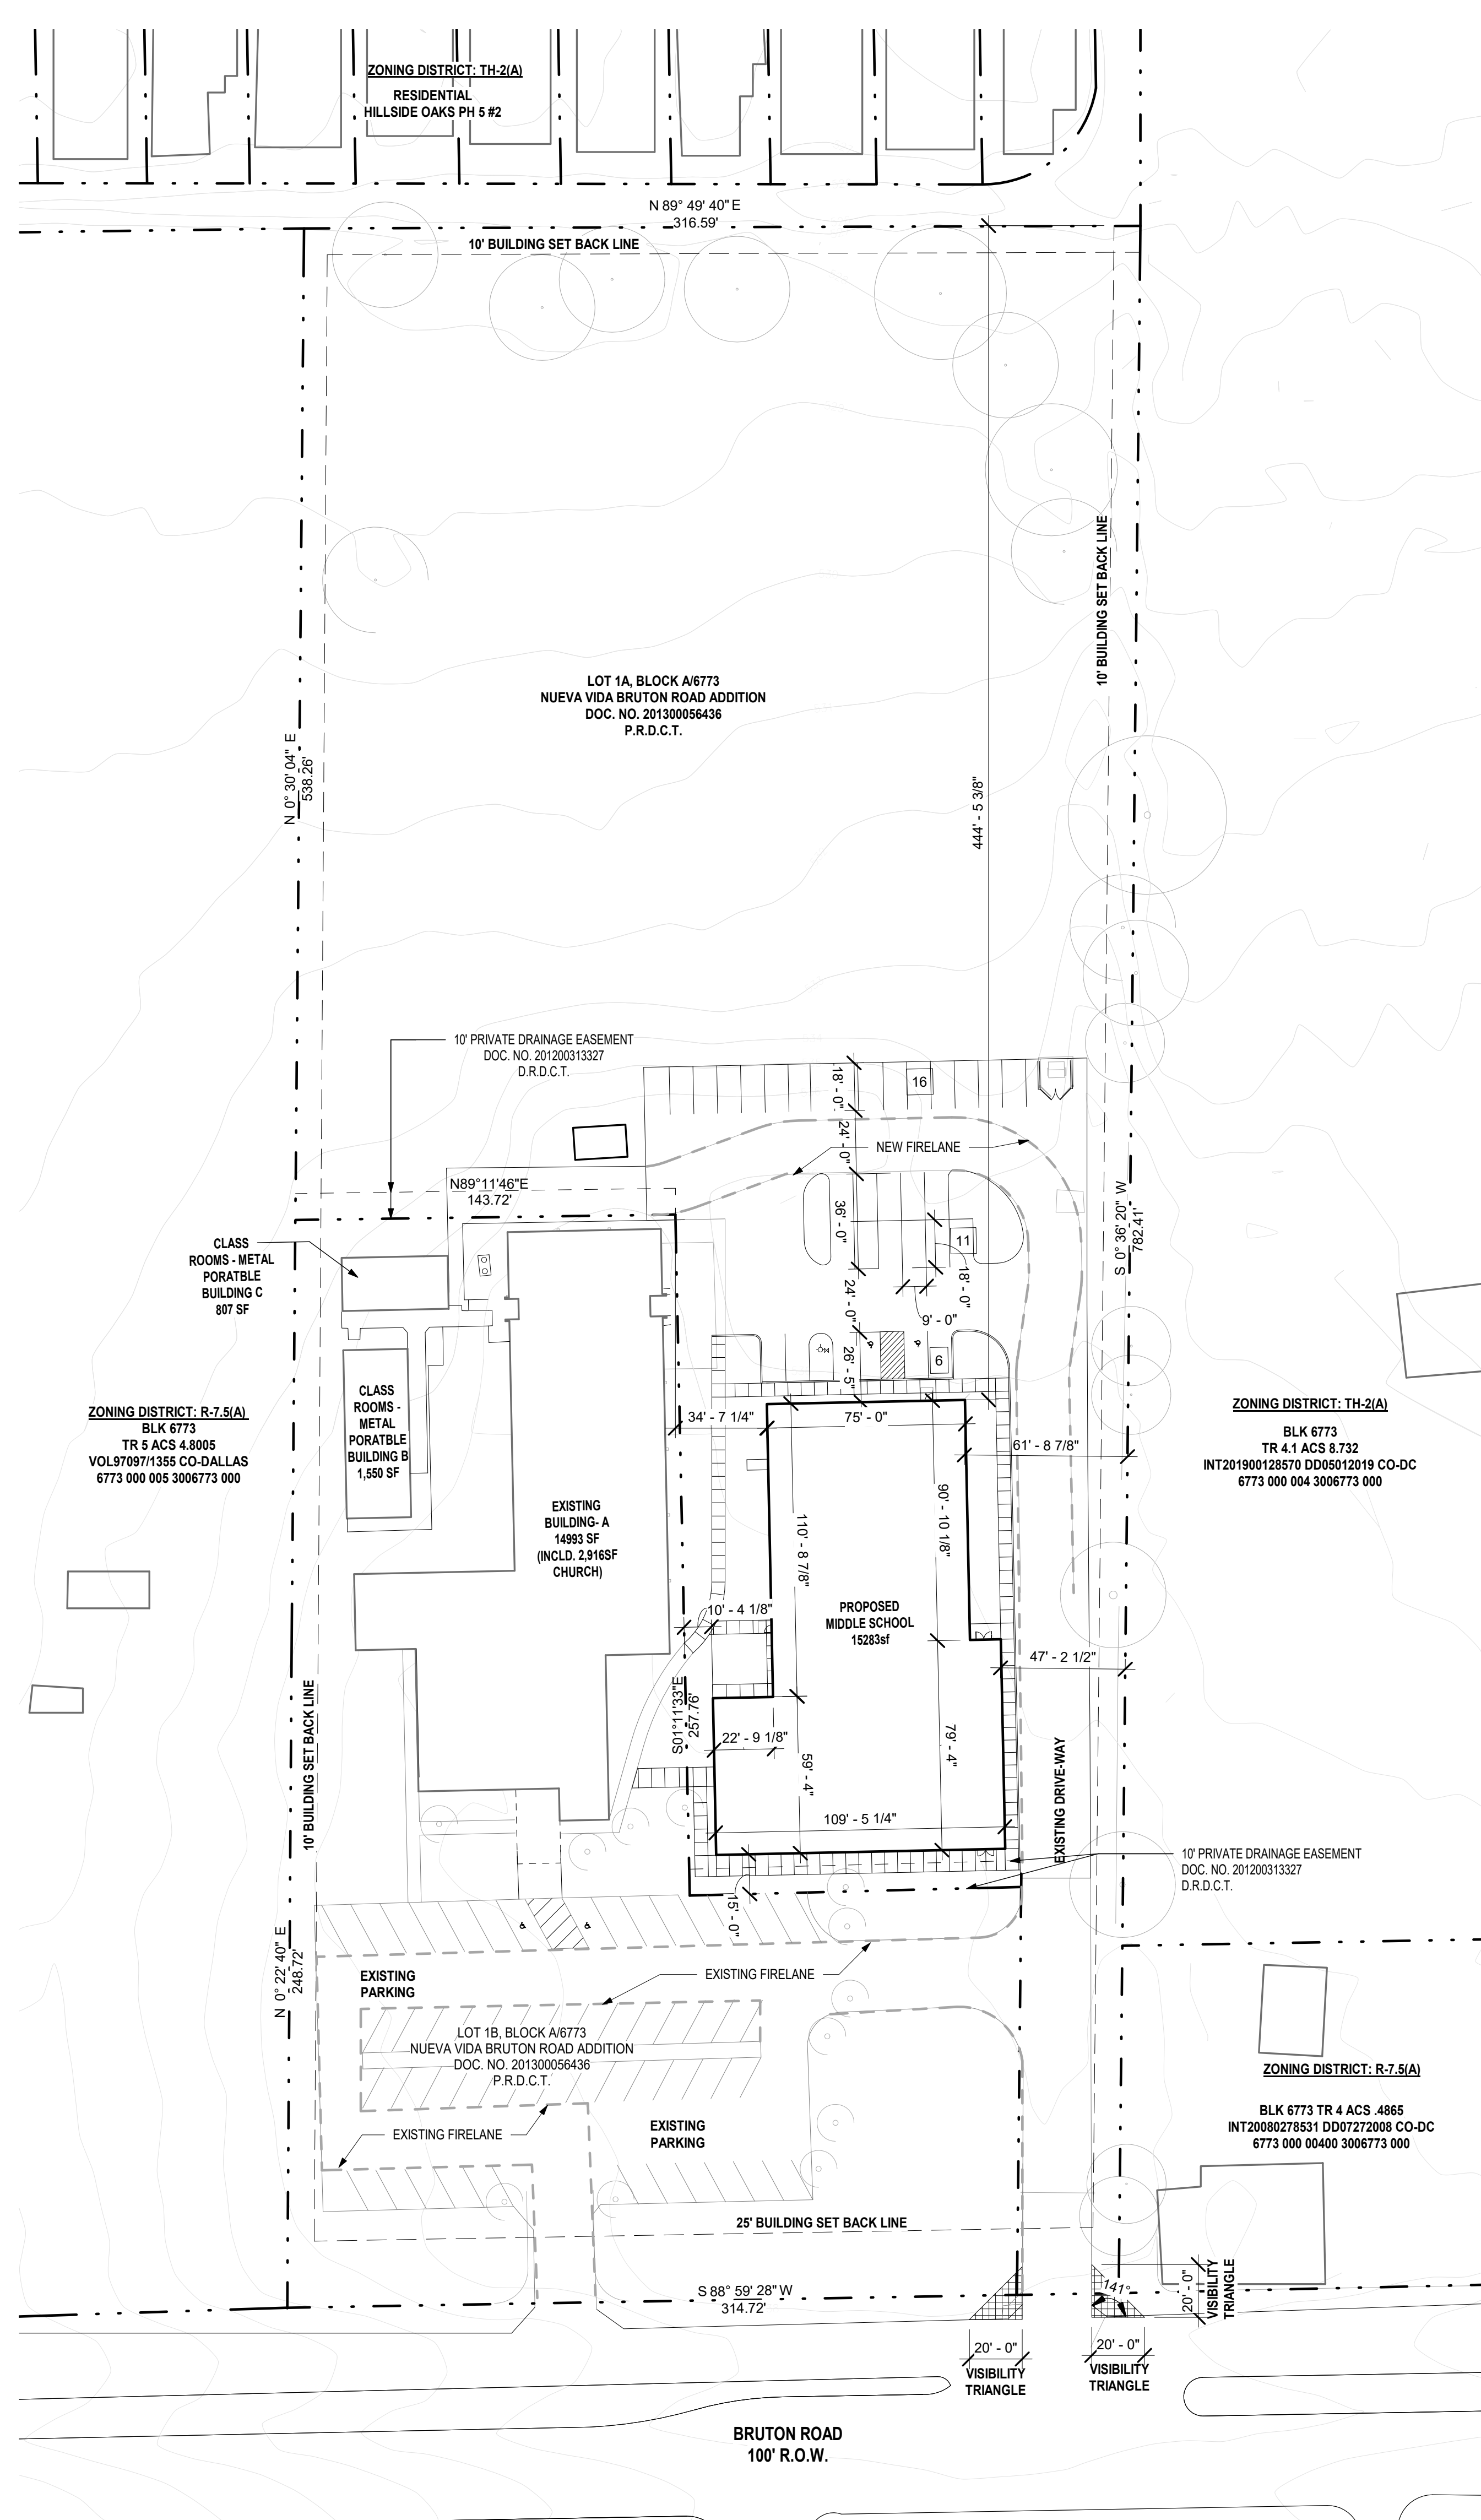 ZONING DISTRICT: TH-2(A)
RESIDENTIAL
HILLSIDE OAKS PH 5 #2
N 89° 49' 40" E
316.59'
10' BUILDING SET BACK LINE
10' BUILDING SET BACK LINE
LOT 1A, BLOCK A/6773
NUEVA VIDA BRUTON ROAD ADDITION
DOC. NO. 201300056436
P.R.D.C.T.
N 0° 30' 04" E
538.26'
444' - 5 3/8"
10' PRIVATE DRAINAGE EASEMENT
DOC. NO. 201200313327
D.R.D.C.T.
18' - 0"
16
24' - 0"
NEW FIRELANE
N89°11'46"E
143.72'
36' - 0"
11
18' - 0"
S 0° 36' 20" W
782.41'
CLASS
ROOMS - METAL
PORATBLE
BUILDING C
807 SF
24' - 0"
9' - 0"
26' - 5"
6
CLASS
ROOMS -
METAL
PORATBLE
BUILDING B
1,550 SF
ZONING DISTRICT: R-7.5(A)
BLK 6773
TR 5 ACS 4.8005
VOL97097/1355 CO-DALLAS
6773 000 005 3006773 000
34' - 7 1/4"
75' - 0"
61' - 8 7/8"
ZONING DISTRICT: TH-2(A)
BLK 6773
TR 4.1 ACS 8.732
INT201900128570 DD05012019 CO-DC
6773 000 004 3006773 000
EXISTING
BUILDING- A
14993 SF
(INCLD. 2,916SF
CHURCH)
110' - 8 7/8"
90' - 10 1/8"
10' - 4 1/8"
PROPOSED
MIDDLE SCHOOL
15283sf
47' - 2 1/2"
S01°11'33"E
257.76'
22' - 9 1/8"
59' - 4"
79' - 4"
10' BUILDING SET BACK LINE
EXISTING DRIVE-WAY
109' - 5 1/4"
10' PRIVATE DRAINAGE EASEMENT
DOC. NO. 201200313327
D.R.D.C.T.
15' - 0"
N 0° 22' 40" E
248.72'
EXISTING
PARKING
EXISTING FIRELANE
LOT 1B, BLOCK A/6773
NUEVA VIDA BRUTON ROAD ADDITION
DOC. NO. 201300056436
P.R.D.C.T.
EXISTING FIRELANE
EXISTING
PARKING
ZONING DISTRICT: R-7.5(A)
BLK 6773 TR 4 ACS .4865
INT20080278531 DD07272008 CO-DC
6773 000 00400 3006773 000
25' BUILDING SET BACK LINE
S 88° 59' 28" W
314.72'
141°
20' - 0"
VISIBILITY
TRIANGLE
20' - 0"
VISIBILITY
TRIANGLE
20' - 0"
VISIBILITY
TRIANGLE
BRUTON ROAD
100' R.O.W.